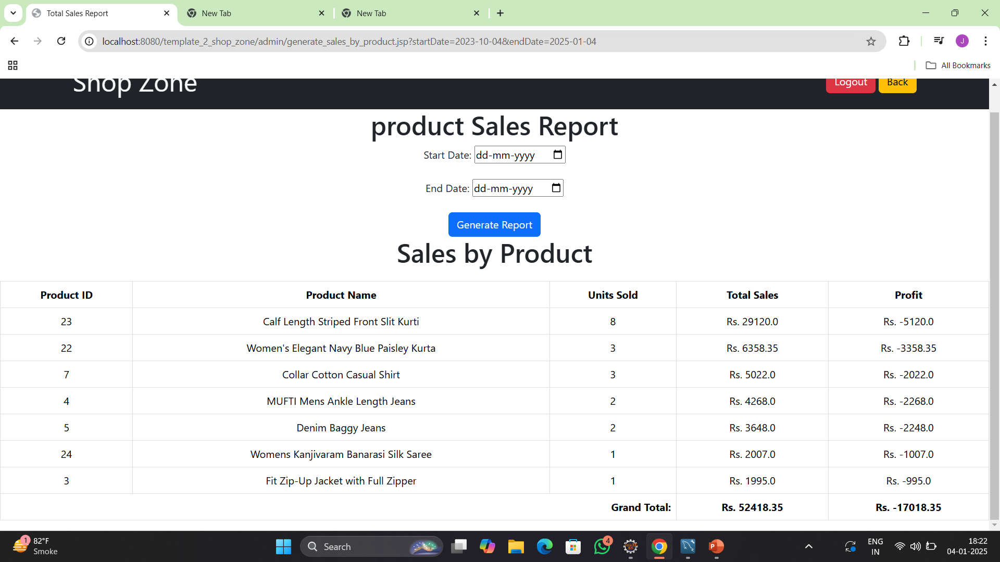 Total Sales Report
New Tab
New Tab
localhost:8080/template_2_shop_zone/admin/generate_sales_by_product.jsp?startDate=2023-10-04&endDate=2025-01-04
J
All Bookmarks
Shop Zone
Logout
Back
product Sales Report
Start Date: dd-mm-yyyy
End Date: dd-mm-yyyy
Generate Report
Sales by Product
Product ID Product Name Units Sold Total Sales Profit
23 Calf Length Striped Front Slit Kurti 8 Rs. 29120.0 Rs. -5120.0
22 Women's Elegant Navy Blue Paisley Kurta 3 Rs. 6358.35 Rs. -3358.35
7 Collar Cotton Casual Shirt 3 Rs. 5022.0 Rs. -2022.0
4 MUFTI Mens Ankle Length Jeans 2 Rs. 4268.0 Rs. -2268.0
5 Denim Baggy Jeans 2 Rs. 3648.0 Rs. -2248.0
24 Womens Kanjivaram Banarasi Silk Saree 1 Rs. 2007.0 Rs. -1007.0
3 Fit Zip-Up Jacket with Full Zipper 1 Rs. 1995.0 Rs. -995.0
Grand Total: Rs. 52418.35 Rs. -17018.35
1
82°F
Smoke
Search
4
ENG
IN
18:22
04-01-2025